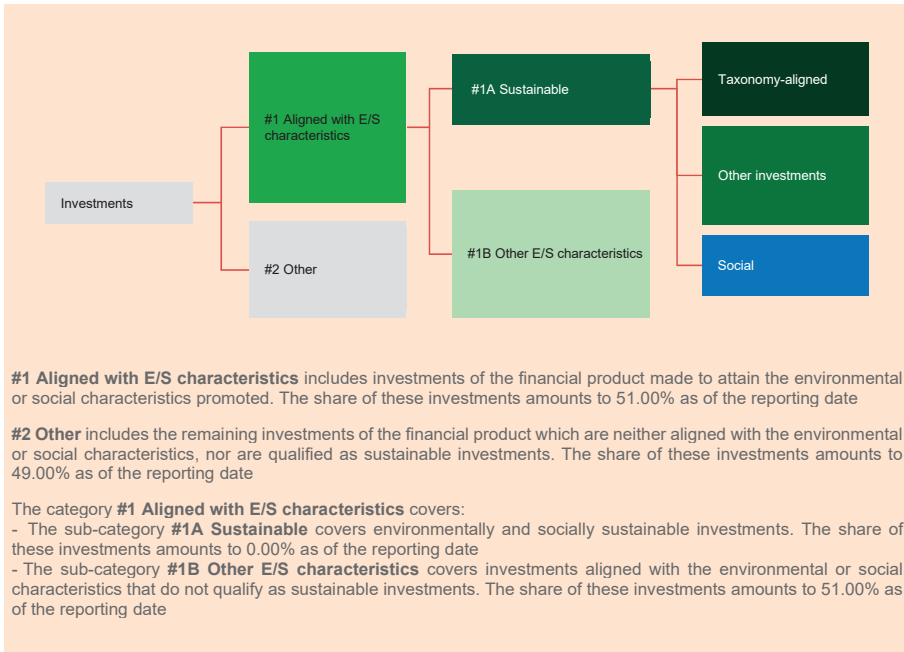 Investments
#1 Aligned with E/S
characteristics
#2 Other
#1A Sustainable
#1B Other E/S characteristics
Taxonomy-aligned
Other investments
Social
#1 Aligned with E/S characteristics includes investments of the financial product made to attain the environmental
or social characteristics promoted. The share of these investments amounts to 51.00% as of the reporting date
#2 Other includes the remaining investments of the financial product which are neither aligned with the environmental
or social characteristics, nor are qualified as sustainable investments. The share of these investments amounts to
49.00% as of the reporting date
The category #1 Aligned with E/S characteristics covers:
- The sub-category #1A Sustainable covers environmentally and socially sustainable investments. The share of
these investments amounts to 0.00% as of the reporting date
- The sub-category #1B Other E/S characteristics covers investments aligned with the environmental or social
characteristics that do not qualify as sustainable investments. The share of these investments amounts to 51.00% as
of the reporting date